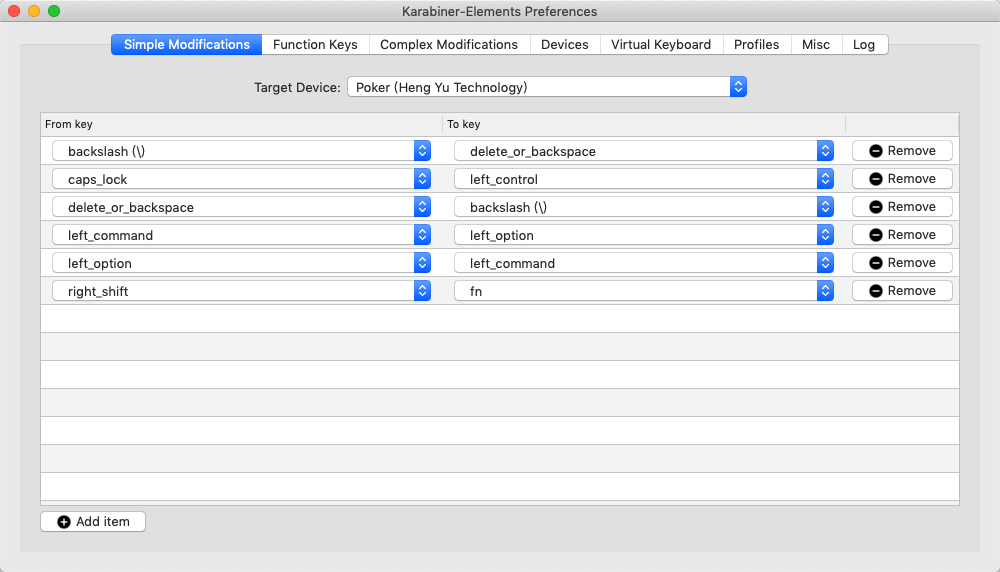 Karabiner-Elements Preferences
Simple Modifications Function Keys Complex Modifications Devices Virtual Keyboard Profiles Misc Log
Target Device: Poker (Heng Yu Technology)
From key To key
backslash (\) delete_or_backspace Remove
caps_lock left_control Remove
delete_or_backspace backslash (\) Remove
left_command left_option Remove
left_option left_command Remove
right_shift fn Remove
Add item